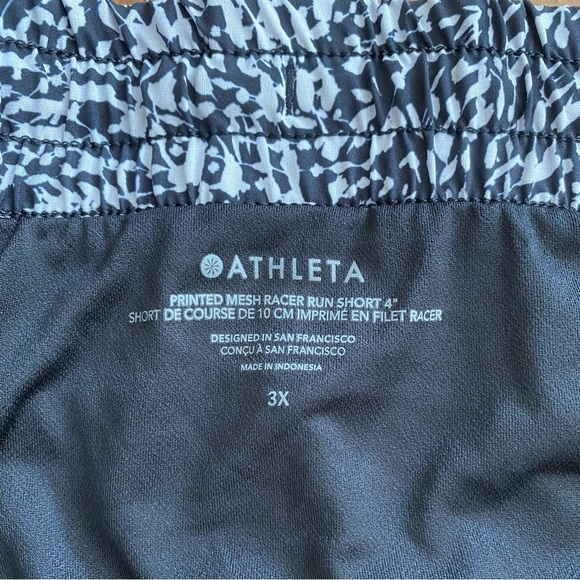 ATHLETA
PRINTED MESH RACER RUN SHORT 4"
SHORT DE COURSE DE 10 CM IMPRIMÉ EN FILET RACER
DESIGNED IN SAN FRANCISCO
CONÇU À SAN FRANCISCO
MADE IN INDONESIA
3X